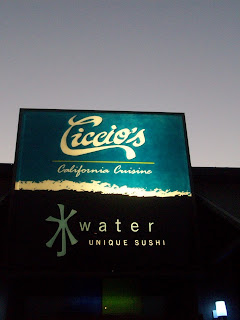 Ciccio's
California Cuisine
水 water
UNIQUE SUSHI